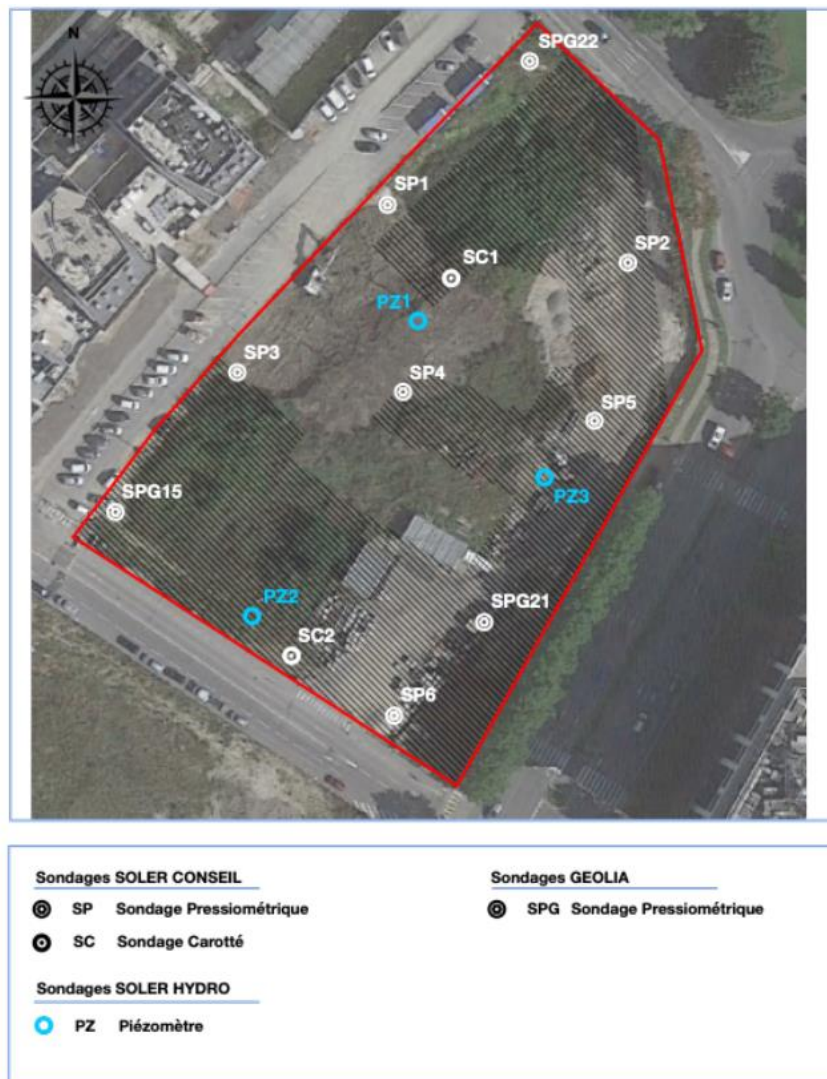 N
SPG22
SP1
SP2
SC1
PZ1
SP3
SP4
SP5
SPG15
PZ3
PZ2
SPG21
SC2
SP6
Sondages SOLER CONSEIL
SP Sondage Pressiométrique
SC Sondage Carotté
Sondages SOLER HYDRO
PZ Piézomètre
Sondages GEOLIA
SPG Sondage Pressiométrique